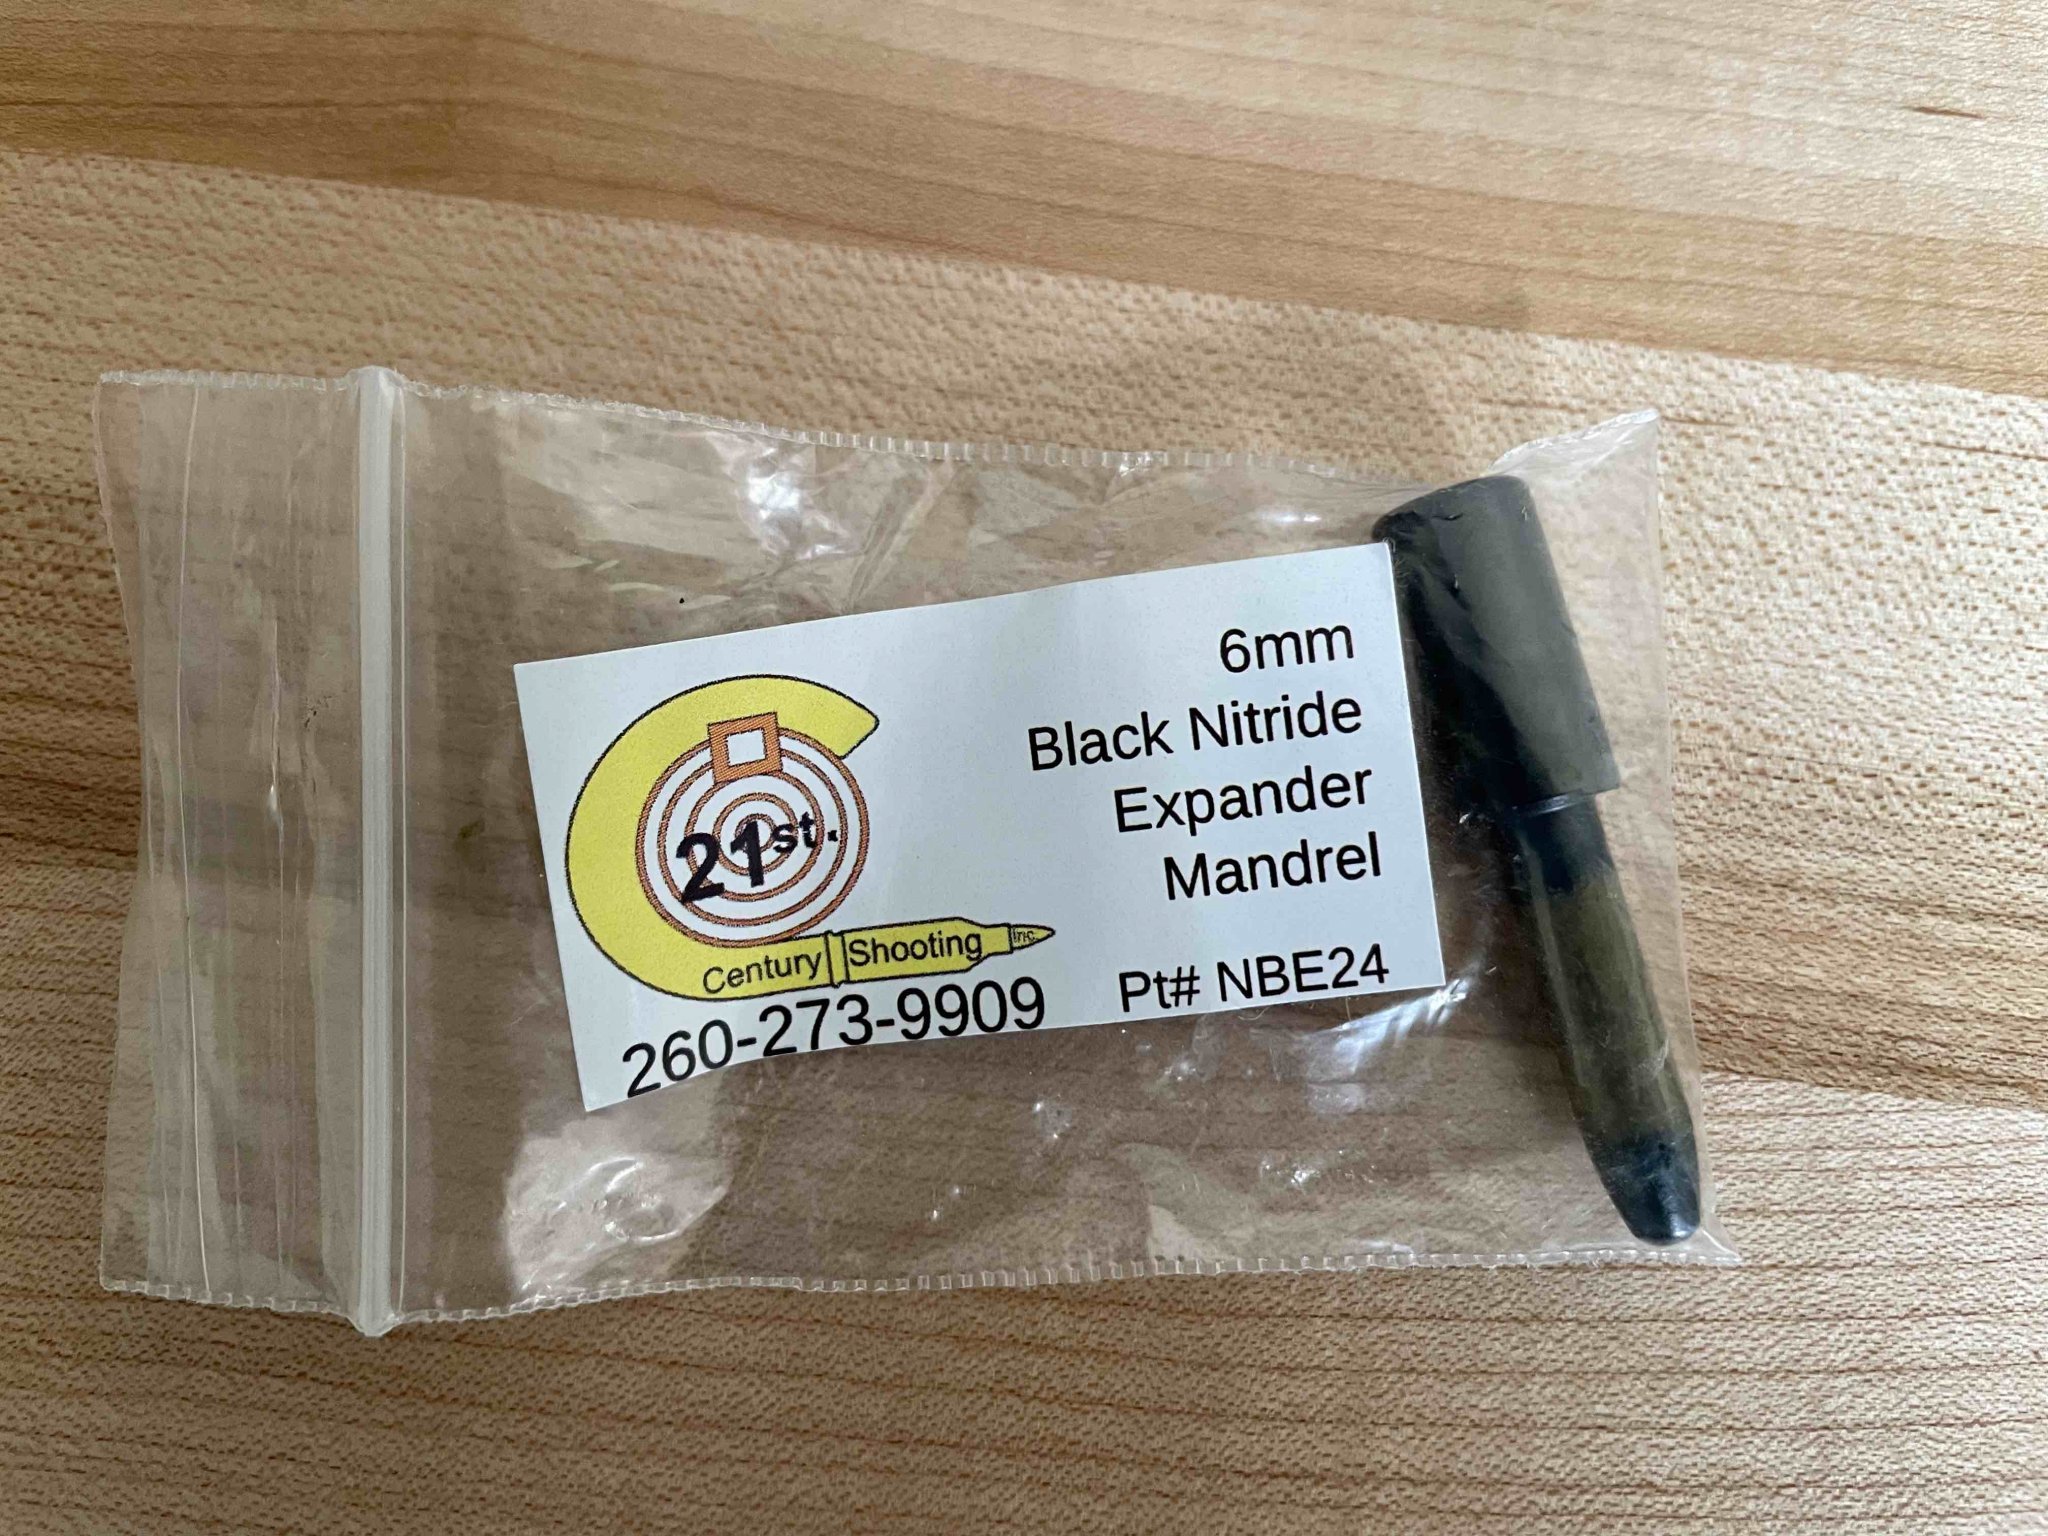 21st.
Century Shooting Inc.
260-273-9909
6mm
Black Nitride
Expander
Mandrel
Pt# NBE24